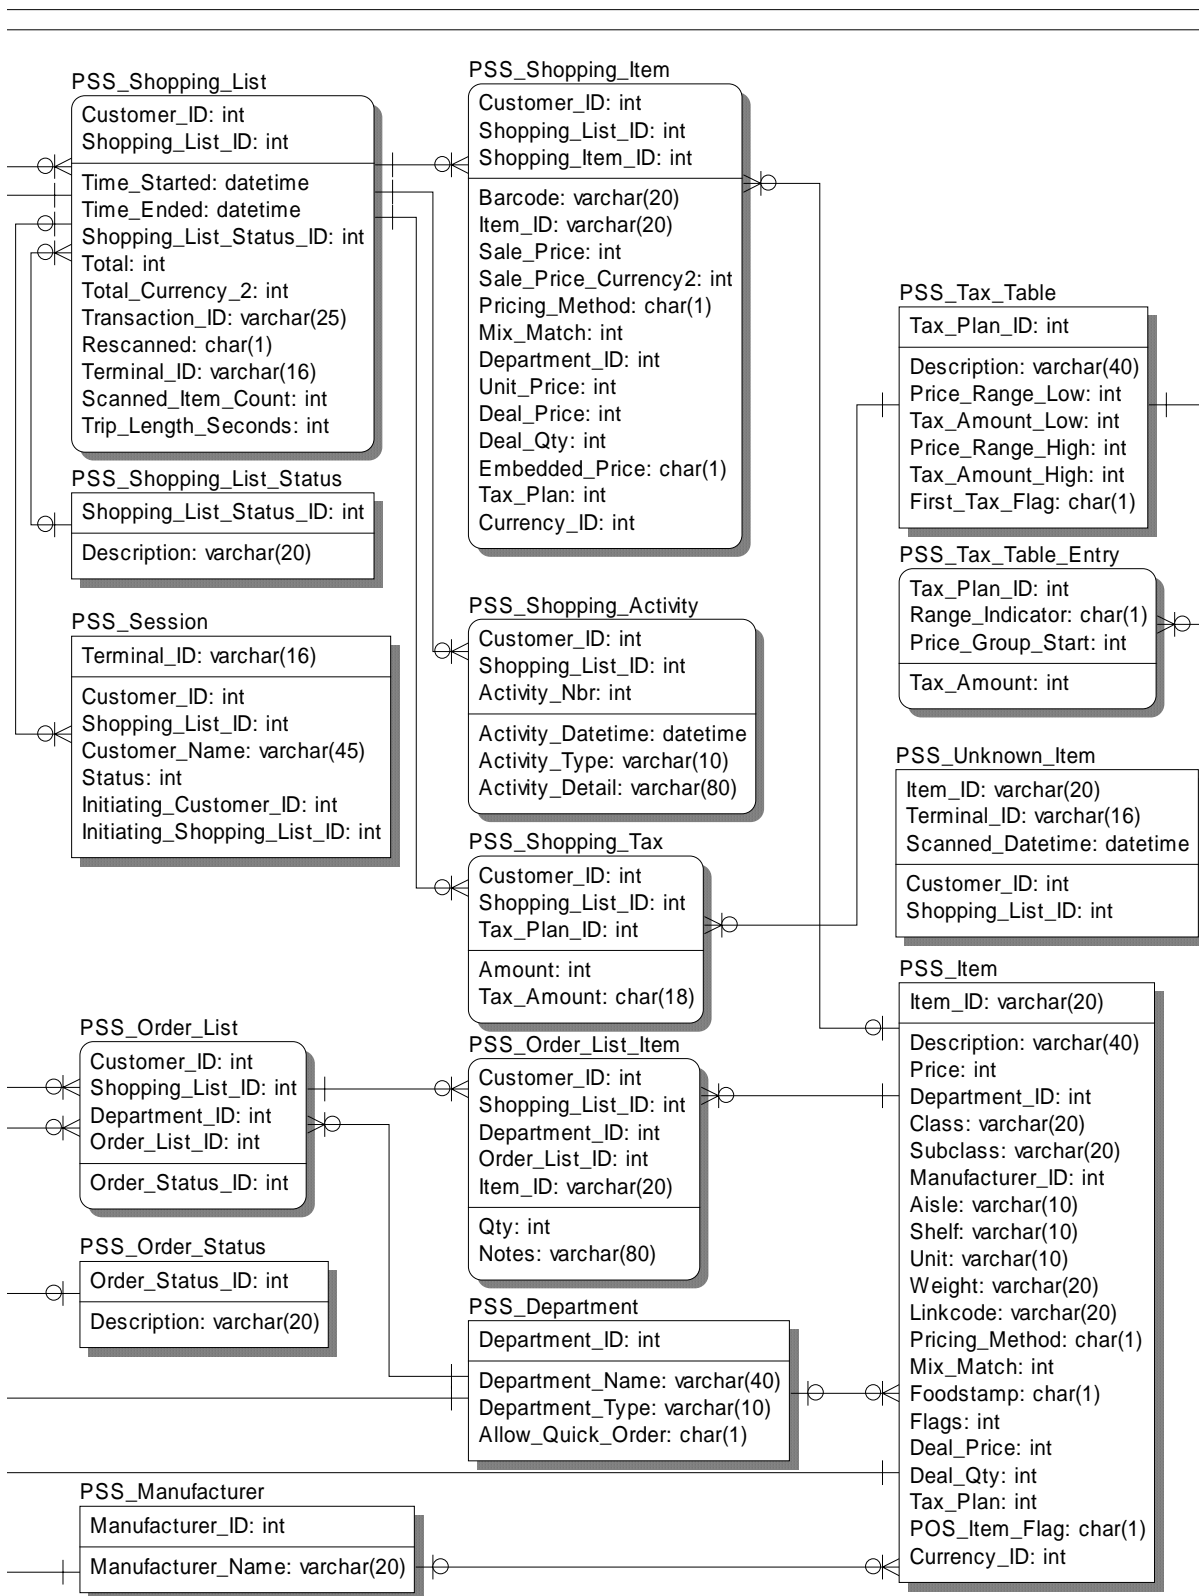 PSS_Shopping_List
Customer_ID: int
Shopping_List_ID: int
Time_Started: datetime
Time_Ended: datetime
Shopping_List_Status_ID: int
Total: int
Total_Currency_2: int
Transaction_ID: varchar(25)
Rescanned: char(1)
Terminal_ID: varchar(16)
Scanned_Item_Count: int
Trip_Length_Seconds: int
PSS_Shopping_List_Status
Shopping_List_Status_ID: int
Description: varchar(20)
PSS_Session
Terminal_ID: varchar(16)
Customer_ID: int
Shopping_List_ID: int
Customer_Name: varchar(45)
Status: int
Initiating_Customer_ID: int
Initiating_Shopping_List_ID: int
PSS_Order_List
Customer_ID: int
Shopping_List_ID: int
Department_ID: int
Order_List_ID: int
Order_Status_ID: int
PSS_Order_Status
Order_Status_ID: int
Description: varchar(20)
PSS_Manufacturer
Manufacturer_ID: int
Manufacturer_Name: varchar(20)
PSS_Shopping_Item
Customer_ID: int
Shopping_List_ID: int
Shopping_Item_ID: int
Barcode: varchar(20)
Item_ID: varchar(20)
Sale_Price: int
Sale_Price_Currency2: int
Pricing_Method: char(1)
Mix_Match: int
Department_ID: int
Unit_Price: int
Deal_Price: int
Deal_Qty: int
Embedded_Price: char(1)
Tax_Plan: int
Currency_ID: int
PSS_Shopping_Activity
Customer_ID: int
Shopping_List_ID: int
Activity_Nbr: int
Activity_Datetime: datetime
Activity_Type: varchar(10)
Activity_Detail: varchar(80)
PSS_Shopping_Tax
Customer_ID: int
Shopping_List_ID: int
Tax_Plan_ID: int
Amount: int
Tax_Amount: char(18)
PSS_Order_List_Item
Customer_ID: int
Shopping_List_ID: int
Department_ID: int
Order_List_ID: int
Item_ID: varchar(20)
Qty: int
Notes: varchar(80)
PSS_Department
Department_ID: int
Department_Name: varchar(40)
Department_Type: varchar(10)
Allow_Quick_Order: char(1)
PSS_Tax_Table
Tax_Plan_ID: int
Description: varchar(40)
Price_Range_Low: int
Tax_Amount_Low: int
Price_Range_High: int
Tax_Amount_High: int
First_Tax_Flag: char(1)
PSS_Tax_Table_Entry
Tax_Plan_ID: int
Range_Indicator: char(1)
Price_Group_Start: int
Tax_Amount: int
PSS_Unknown_Item
Item_ID: varchar(20)
Terminal_ID: varchar(16)
Scanned_Datetime: datetime
Customer_ID: int
Shopping_List_ID: int
PSS_Item
Item_ID: varchar(20)
Description: varchar(40)
Price: int
Department_ID: int
Class: varchar(20)
Subclass: varchar(20)
Manufacturer_ID: int
Aisle: varchar(10)
Shelf: varchar(10)
Unit: varchar(10)
Weight: varchar(20)
Linkcode: varchar(20)
Pricing_Method: char(1)
Mix_Match: int
Foodstamp: char(1)
Flags: int
Deal_Price: int
Deal_Qty: int
Tax_Plan: int
POS_Item_Flag: char(1)
Currency_ID: int